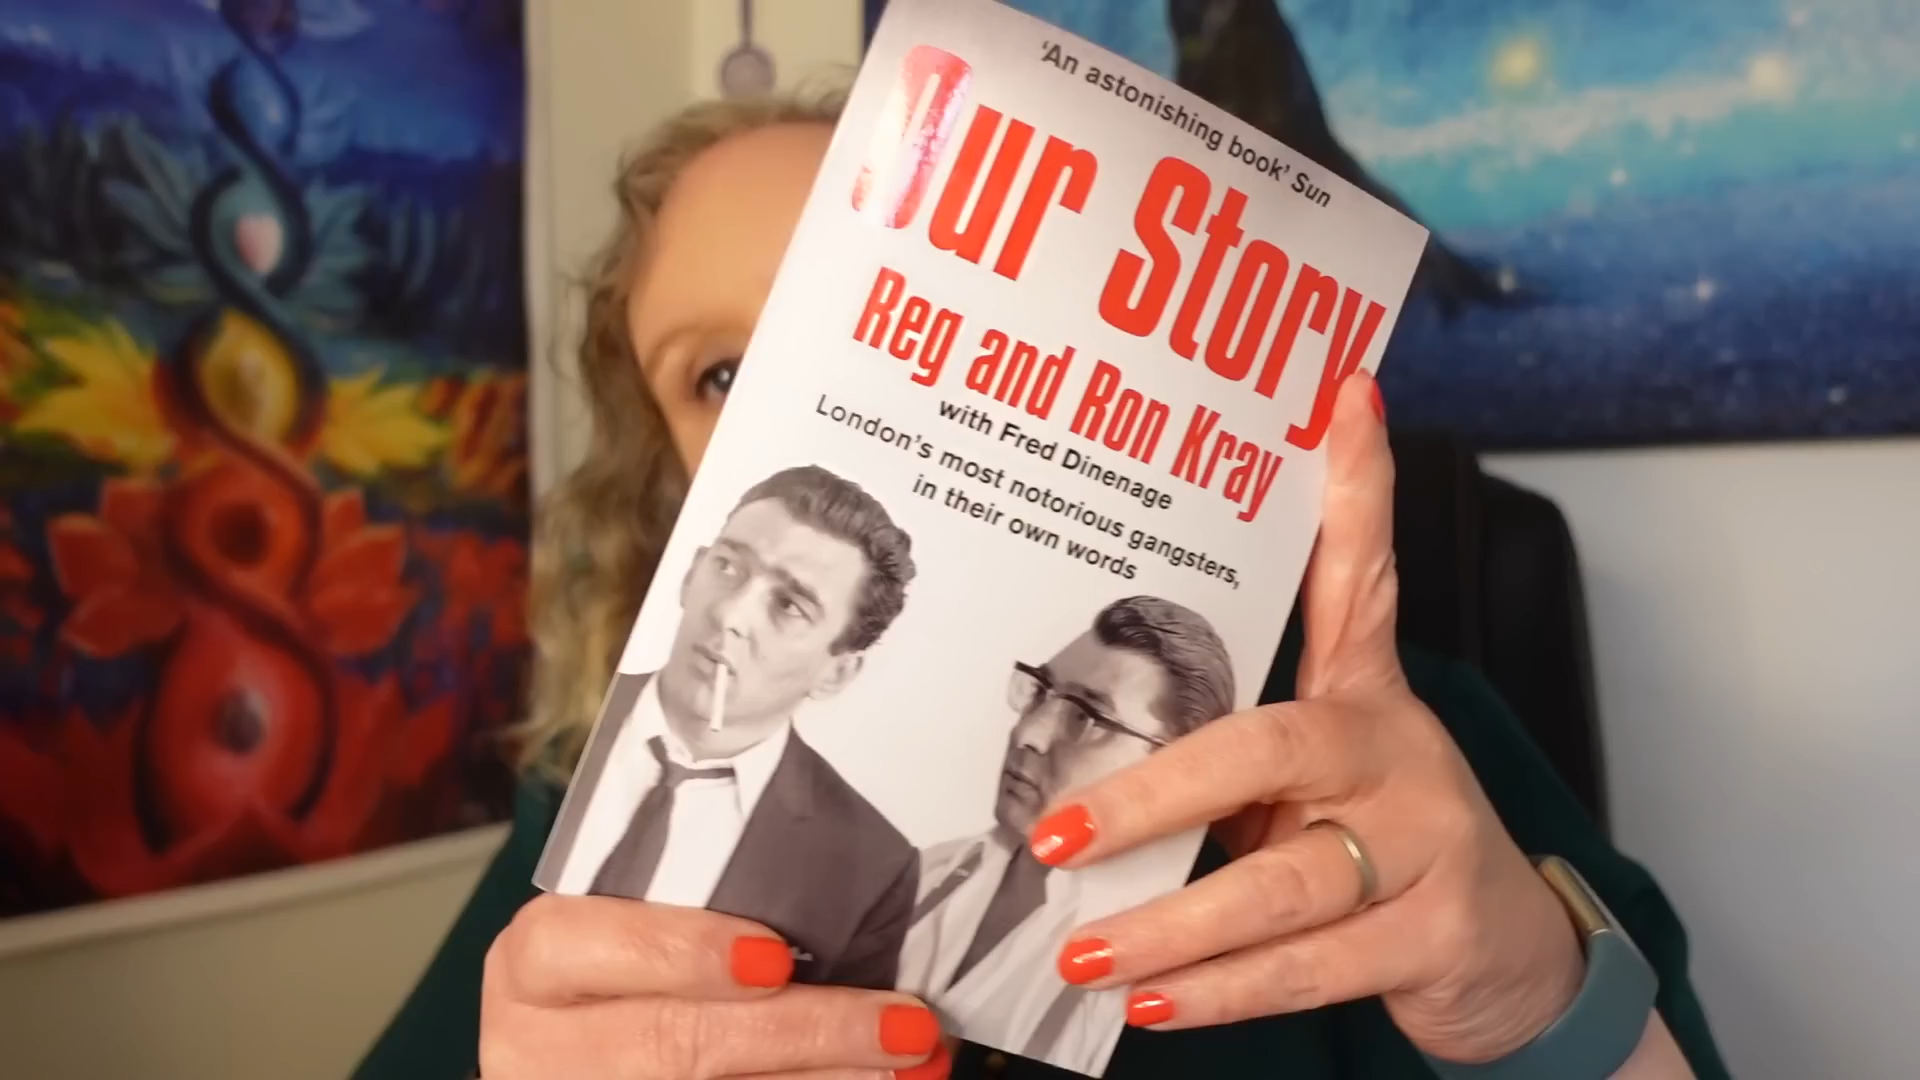 'An astonishing book' Sun
Our Story
Reg and Ron Kray
with Fred Dinenage
London's most notorious gangsters,
in their own words